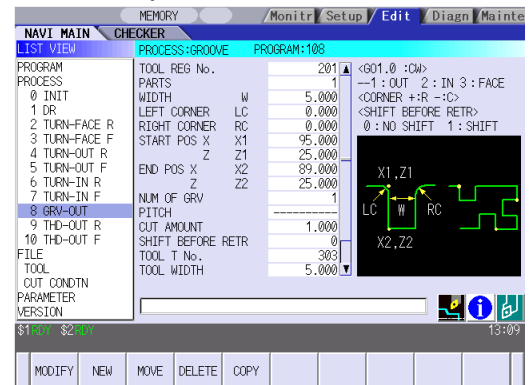 MEMORY Monitr Setup Edit Diagn Mainte
NAVI MAIN CHECKER
LIST VIEW PROCESS:GROOVE PROGRAM:108
PROGRAM
PROCESS
0 INIT
1 DR
2 TURN-FACE R
3 TURN-FACE F
4 TURN-OUT R
5 TURN-OUT F
6 TURN-IN R
7 TURN-IN F
8 GRV-OUT
9 THD-OUT R
10 THD-OUT F
FILE
TOOL
CUT CONDTN
PARAMETER
VERSION
TOOL REG No. 201
PARTS 1
WIDTH W 5.000
LEFT CORNER LC 0.000
RIGHT CORNER RC 0.000
START POS X X1 95.000
Z Z1 25.000
END POS X X2 89.000
Z Z2 25.000
NUM OF GRV 1
PITCH ----------
CUT AMOUNT 1.000
SHIFT BEFORE RETR 0
TOOL T No. 303
TOOL WIDTH 5.000
<G01.0 :CW>
--1:OUT 2:IN 3:FACE
<CORNER +:R -:C>
<SHIFT BEFORE RETR>
0:NO SHIFT 1:SHIFT
X1,Z1
LC W RC
X2,Z2
$1RDY $2RDY 13:09
MODIFY NEW MOVE DELETE COPY